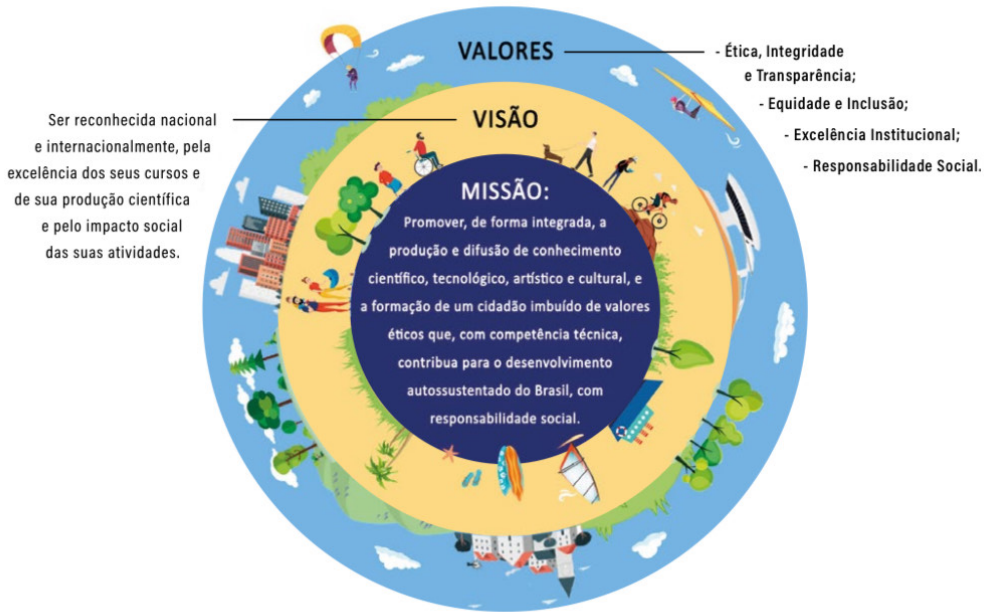 VALORES
- Ética, Integridade
e Transparência;
- Equidade e Inclusão;
- Excelência Institucional;
- Responsabilidade Social.
VISÃO
Ser reconhecida nacional
e internacionalmente, pela
excelência dos seus cursos e
de sua produção científica
e pelo impacto social
das suas atividades.
MISSÃO:
Promover, de forma integrada, a
produção e difusão de conhecimento
científico, tecnológico, artístico e cultural, e
a formação de um cidadão imbuído de valores
éticos que, com competência técnica,
contribua para o desenvolvimento
autossustentado do Brasil, com
responsabilidade social.